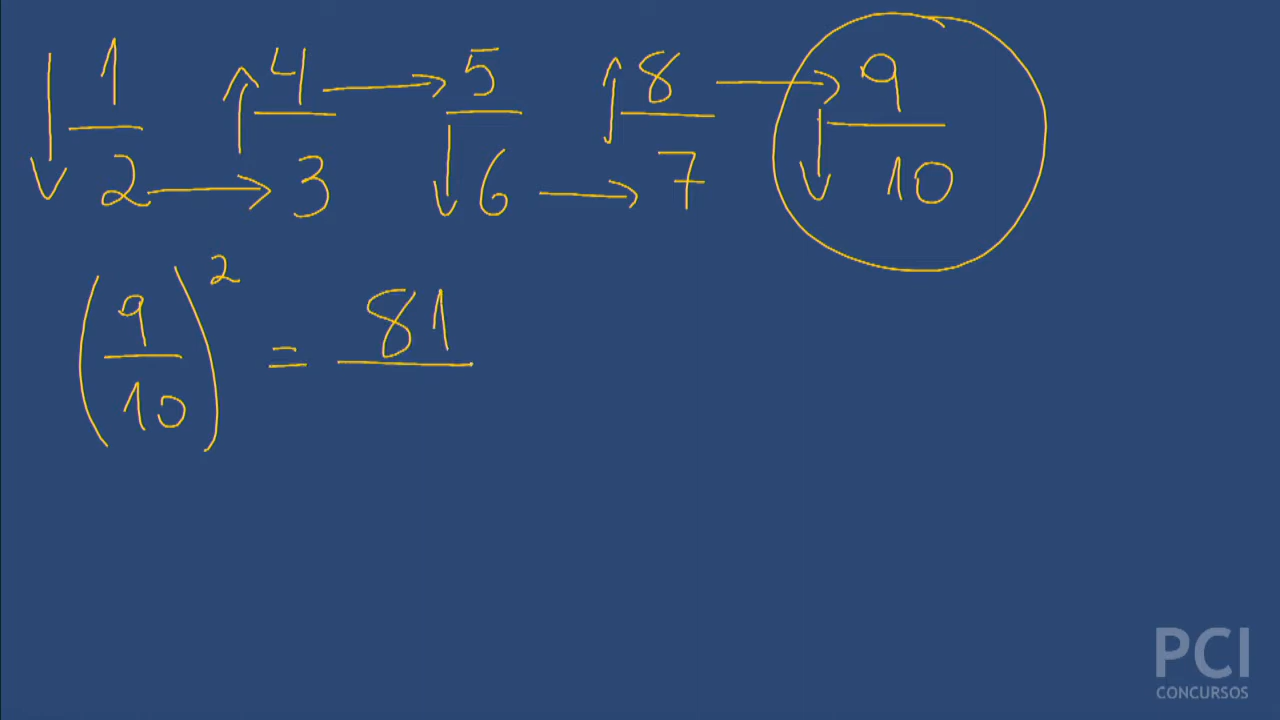 1/2 → 4/3 → 5/6 → 8/7 → 9/10
(9/10)² = 81/
PCI
CONCURSOS